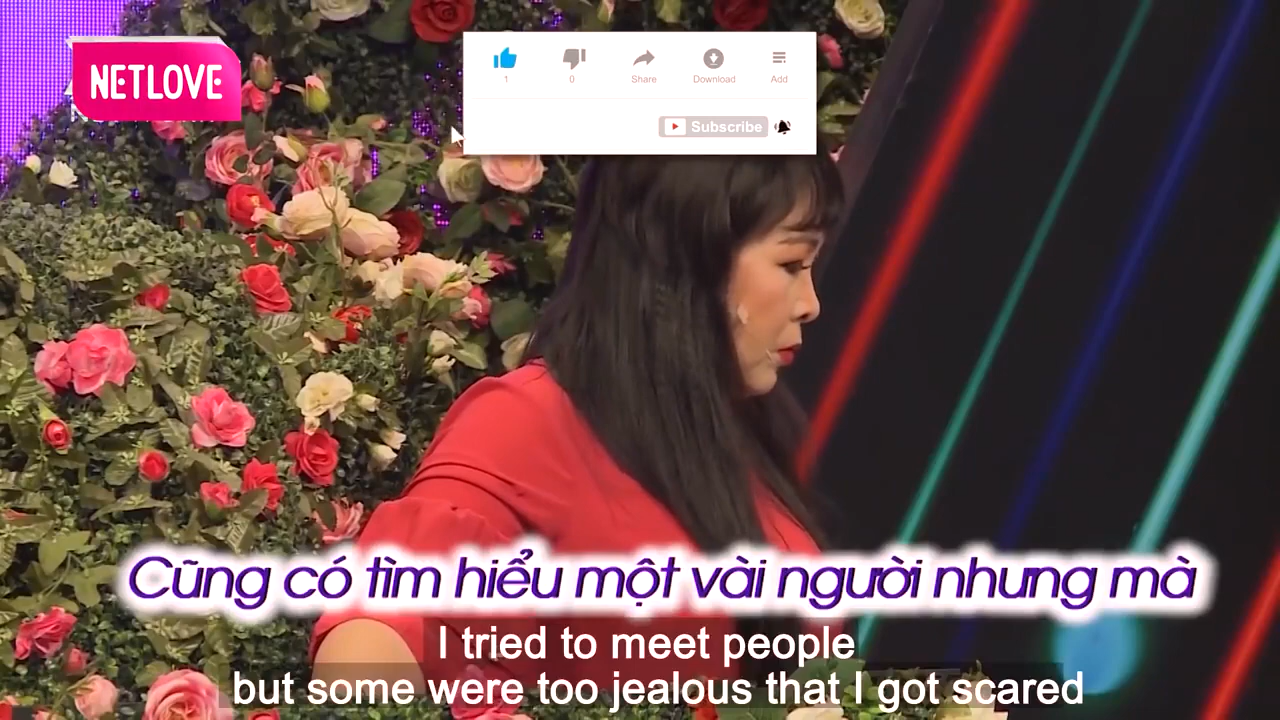 NETLOVE
1
0
Share
Download
Add
Subscribe
Cũng có tìm hiểu một vài người nhưng mà
I tried to meet people
but some were too jealous that I got scared